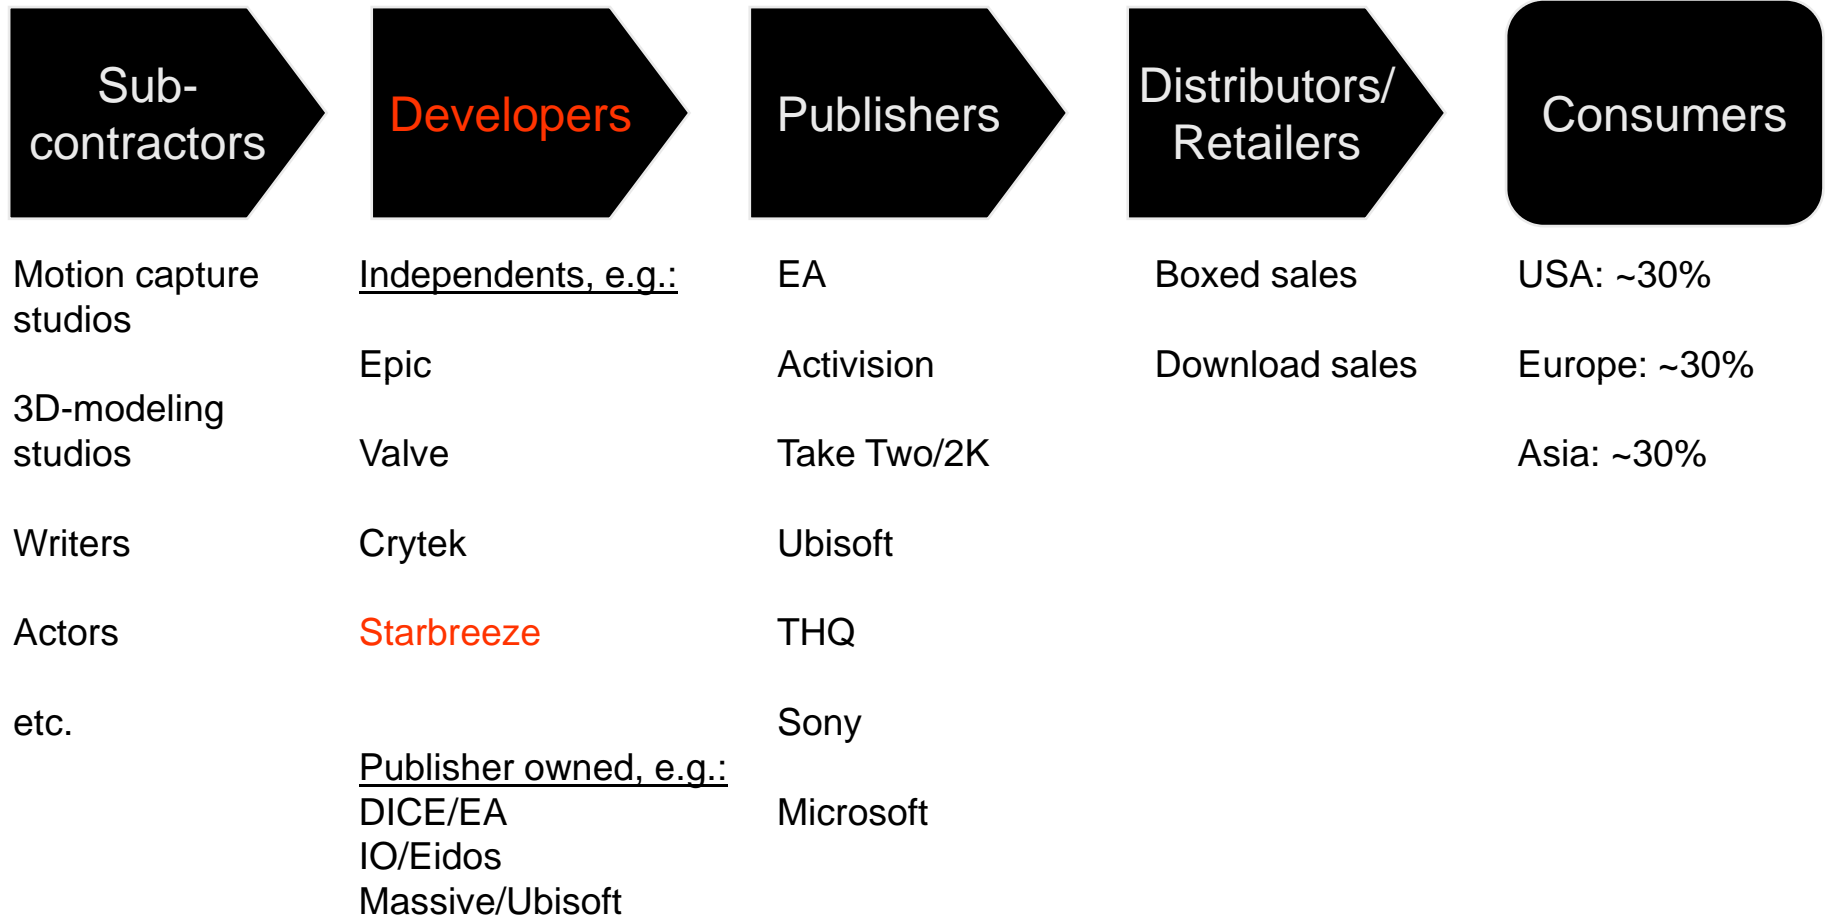 Sub-
contractors
Developers
Publishers
Distributors/
Retailers
Consumers
Motion capture
studios
3D-modeling
studios
Writers
Actors
etc.
Independents, e.g.:
Epic
Valve
Crytek
Starbreeze
Publisher owned, e.g.:
DICE/EA
IO/Eidos
Massive/Ubisoft
EA
Activision
Take Two/2K
Ubisoft
THQ
Sony
Microsoft
Boxed sales
Download sales
USA: ~30%
Europe: ~30%
Asia: ~30%